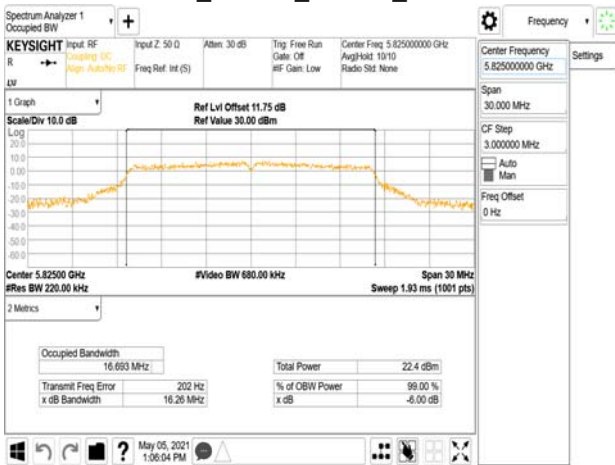 Spectrum Analyzer 1
Occupied BW
Frequency
KEYSIGHT
R
Input: RF
Coupling: DC
Align: Auto/No RF
Input Z: 50 Ω
Freq Ref: Int (S)
Atten: 30 dB
Trig: Free Run
Gate: Off
#IF Gain: Low
Center Freq: 5.825000000 GHz
Avg|Hold: 10/10
Radio Std: None
Center Frequency
5.825000000 GHz
Settings
Span
30.000 MHz
CF Step
3.000000 MHz
Auto
Man
Freq Offset
0 Hz
1 Graph
Scale/Div 10.0 dB
Ref Lvl Offset 11.75 dB
Ref Value 30.00 dBm
Log
20.0
10.0
0.00
-10.0
-20.0
-30.0
-40.0
-50.0
-60.0
Center 5.82500 GHz
#Video BW 680.00 kHz
Span 30 MHz
#Res BW 220.00 kHz
Sweep 1.93 ms (1001 pts)
2 Metrics
Occupied Bandwidth
16.693 MHz
Total Power 22.4 dBm
Transmit Freq Error 202 Hz
% of OBW Power 99.00 %
x dB Bandwidth 16.26 MHz
x dB -6.00 dB
?
May 05, 2021
1:06:04 PM